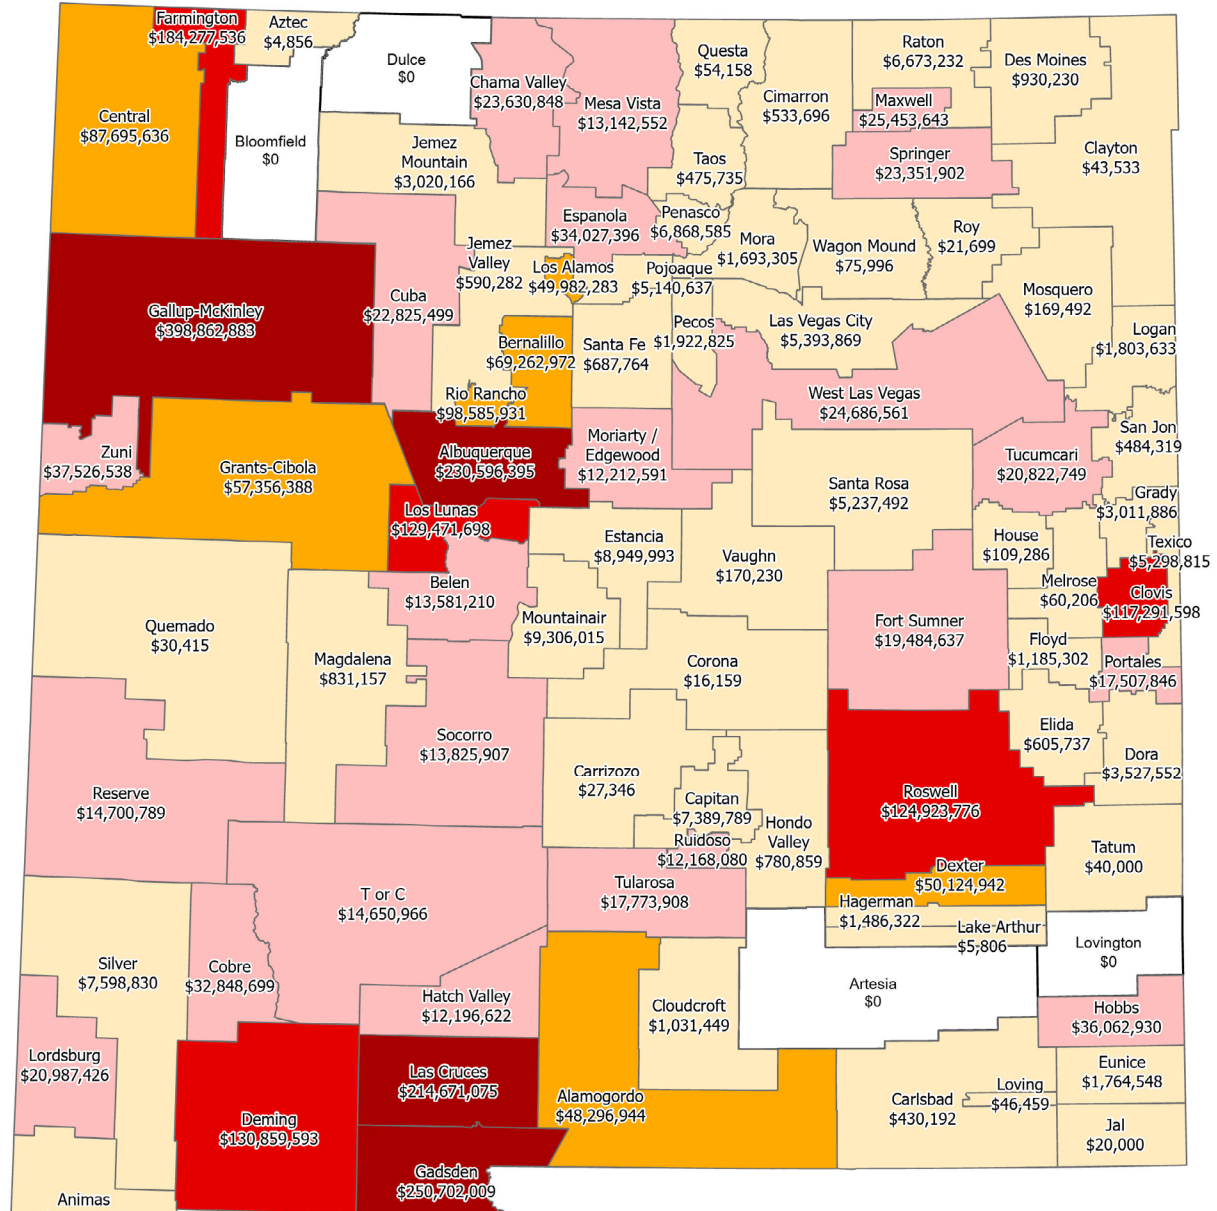 Farmington
$184,277,536
Aztec
$4,856
Dulce
$0
Chama Valley
$23,630,848
Mesa Vista
$13,142,552
Questa
$54,158
Cimarron
$533,696
Raton
$6,673,232
Des Moines
$930,230
Maxwell
$25,453,643
Central
$87,695,636
Bloomfield
$0
Jemez
Mountain
$3,020,166
Taos
$475,735
Springer
$23,351,902
Clayton
$43,533
Espanola
$34,027,396
Penasco
$6,868,585
Mora
$1,693,305
Wagon Mound
$75,996
Roy
$21,699
Jemez
Valley
$590,282
Los Alamos
$49,982,283
Pojoaque
$5,140,637
Mosquero
$169,492
Gallup-McKinley
$398,862,883
Cuba
$22,825,499
Bernalillo
$69,262,972
Santa Fe
$687,764
Pecos
$1,922,825
Las Vegas City
$5,393,869
Logan
$1,803,633
Rio Rancho
$98,585,931
West Las Vegas
$24,686,561
Zuni
$37,526,538
Grants-Cibola
$57,356,388
Albuquerque
$230,596,395
Moriarty /
Edgewood
$12,212,591
Tucumcari
$20,822,749
San Jon
$484,319
Santa Rosa
$5,237,492
Grady
$3,011,886
Los Lunas
$129,471,698
Estancia
$8,949,993
Vaughn
$170,230
House
$109,286
Texico
$5,298,815
Belen
$13,581,210
Melrose
$60,206
Clovis
$117,291,598
Quemado
$30,415
Mountainair
$9,306,015
Fort Sumner
$19,484,637
Floyd
$1,185,302
Magdalena
$831,157
Corona
$16,159
Portales
$17,507,846
Socorro
$13,825,907
Elida
$605,737
Dora
$3,527,552
Reserve
$14,700,789
Carrizozo
$27,346
Capitan
$7,389,789
Roswell
$124,923,776
Ruidoso
$12,168,080
Hondo
Valley
$780,859
Tatum
$40,000
T or C
$14,650,966
Tularosa
$17,773,908
Dexter
$50,124,942
Hagerman
$1,486,322
Lake Arthur
$5,806
Lovington
$0
Silver
$7,598,830
Cobre
$32,848,699
Hatch Valley
$12,196,622
Cloudcroft
$1,031,449
Artesia
$0
Hobbs
$36,062,930
Lordsburg
$20,987,426
Las Cruces
$214,671,075
Alamogordo
$48,296,944
Carlsbad
$430,192
Loving
$46,459
Eunice
$1,764,548
Deming
$130,859,593
Jal
$20,000
Gadsden
$250,702,009
Animas